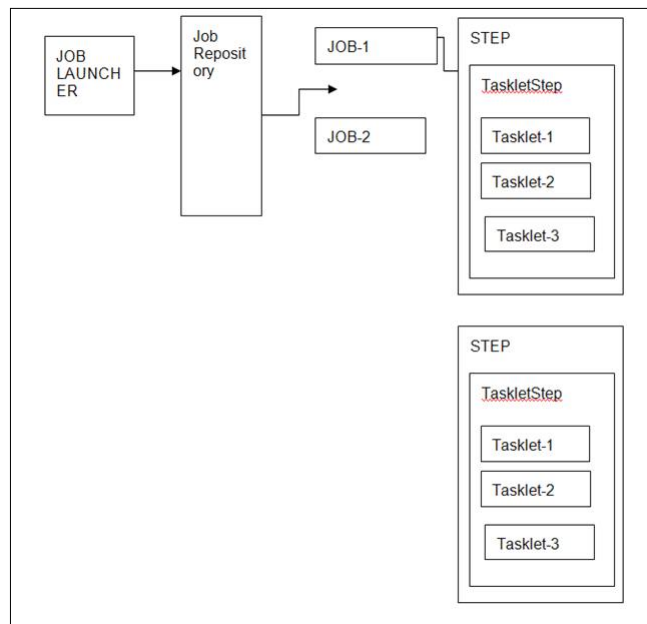 JOB
LAUNCH
ER
Job
Reposit
ory
JOB-1
JOB-2
STEP
TaskletStep
Tasklet-1
Tasklet-2
Tasklet-3
STEP
TaskletStep
Tasklet-1
Tasklet-2
Tasklet-3